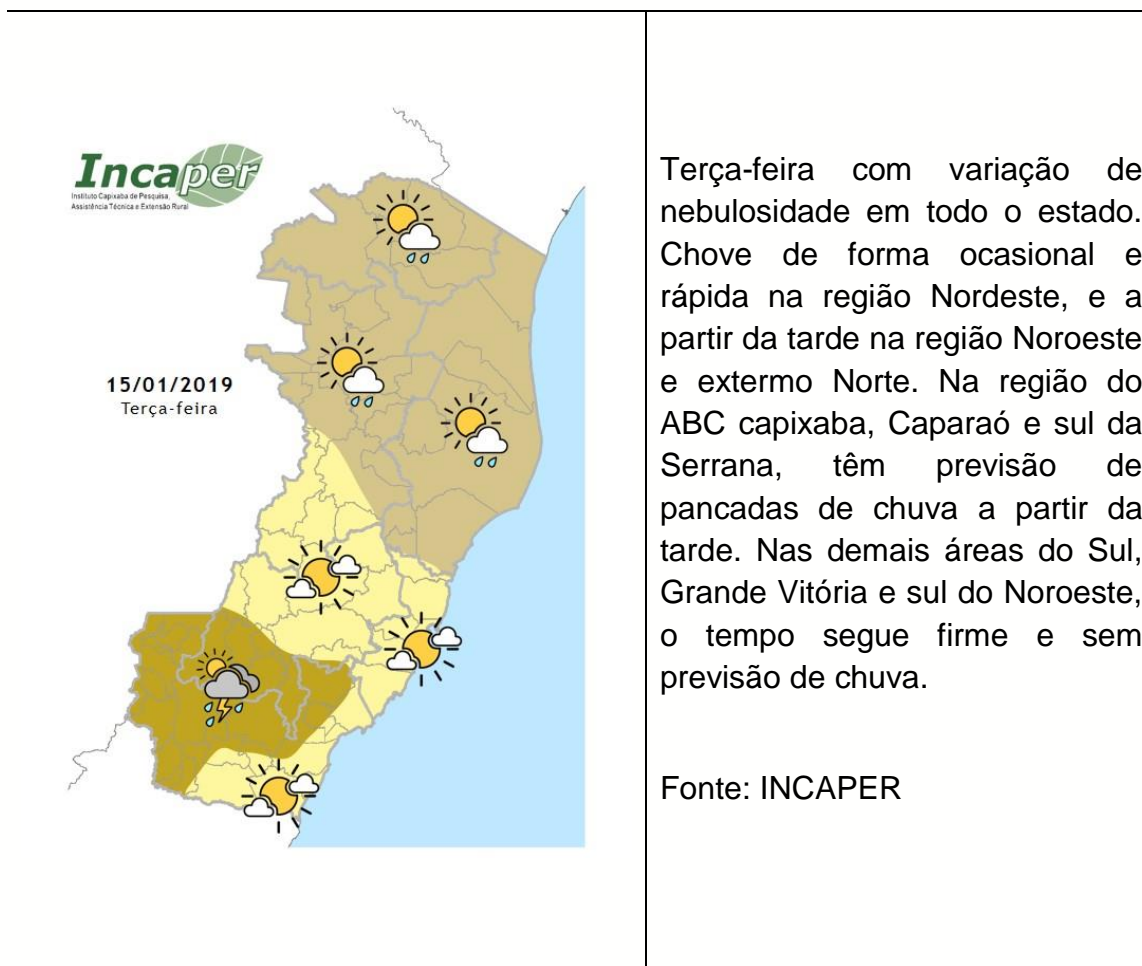 Incaper
Instituto Capixaba de Pesquisa,
Assistência Técnica e Extensão Rural
15/01/2019
Terça-feira
Terça-feira com variação de
nebulosidade em todo o estado.
Chove de forma ocasional e
rápida na região Nordeste, e a
partir da tarde na região Noroeste
e extermo Norte. Na região do
ABC capixaba, Caparaó e sul da
Serrana, têm previsão de
pancadas de chuva a partir da
tarde. Nas demais áreas do Sul,
Grande Vitória e sul do Noroeste,
o tempo segue firme e sem
previsão de chuva.
Fonte: INCAPER